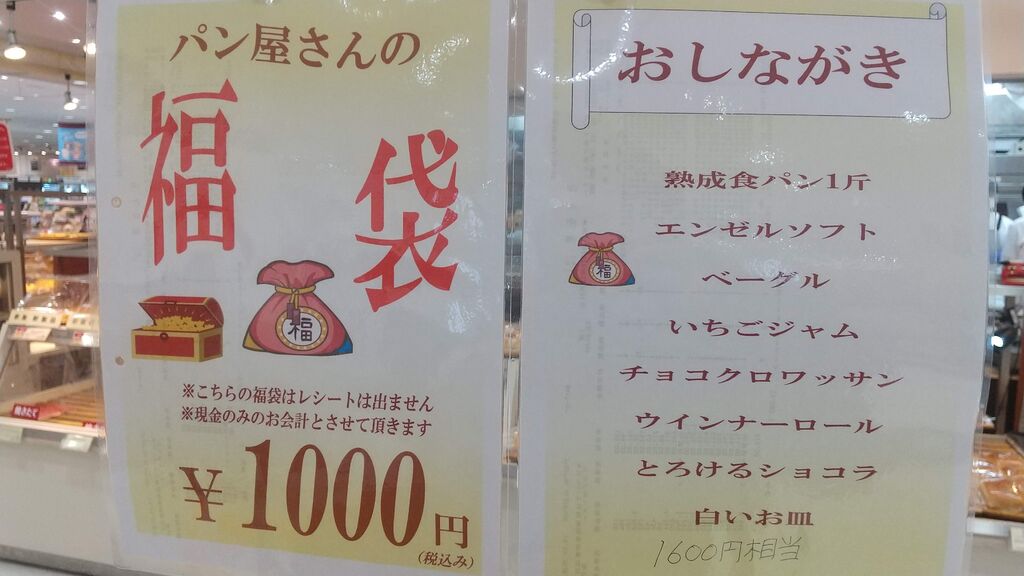 パン屋さんの
福
袋
福
※こちらの福袋はレシートは出ません
※現金のみのお会計とさせて頂きます
￥1000円
(税込み)
おしながき
熟成食パン1斤
エンゼルソフト
福
ベーグル
いちごジャム
チョコクロワッサン
ウインナーロール
とろけるショコラ
白いお皿
1600円相当
焼きたて